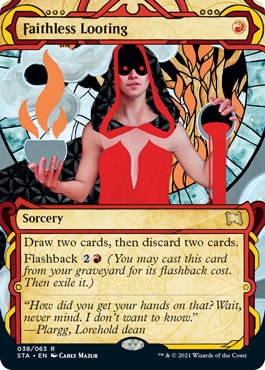 Faithless Looting
Sorcery
Draw two cards, then discard two cards.
Flashback 2 (You may cast this
card from your graveyard for its flashback cost.
Then exile it.)
"How did you get your hands on that? Wait,
never mind. I don't want to know."
—Plargg, Lorehold dean
038/063 R
STA • EN Carly Mazur
™ & © 2021 Wizards of the Coast